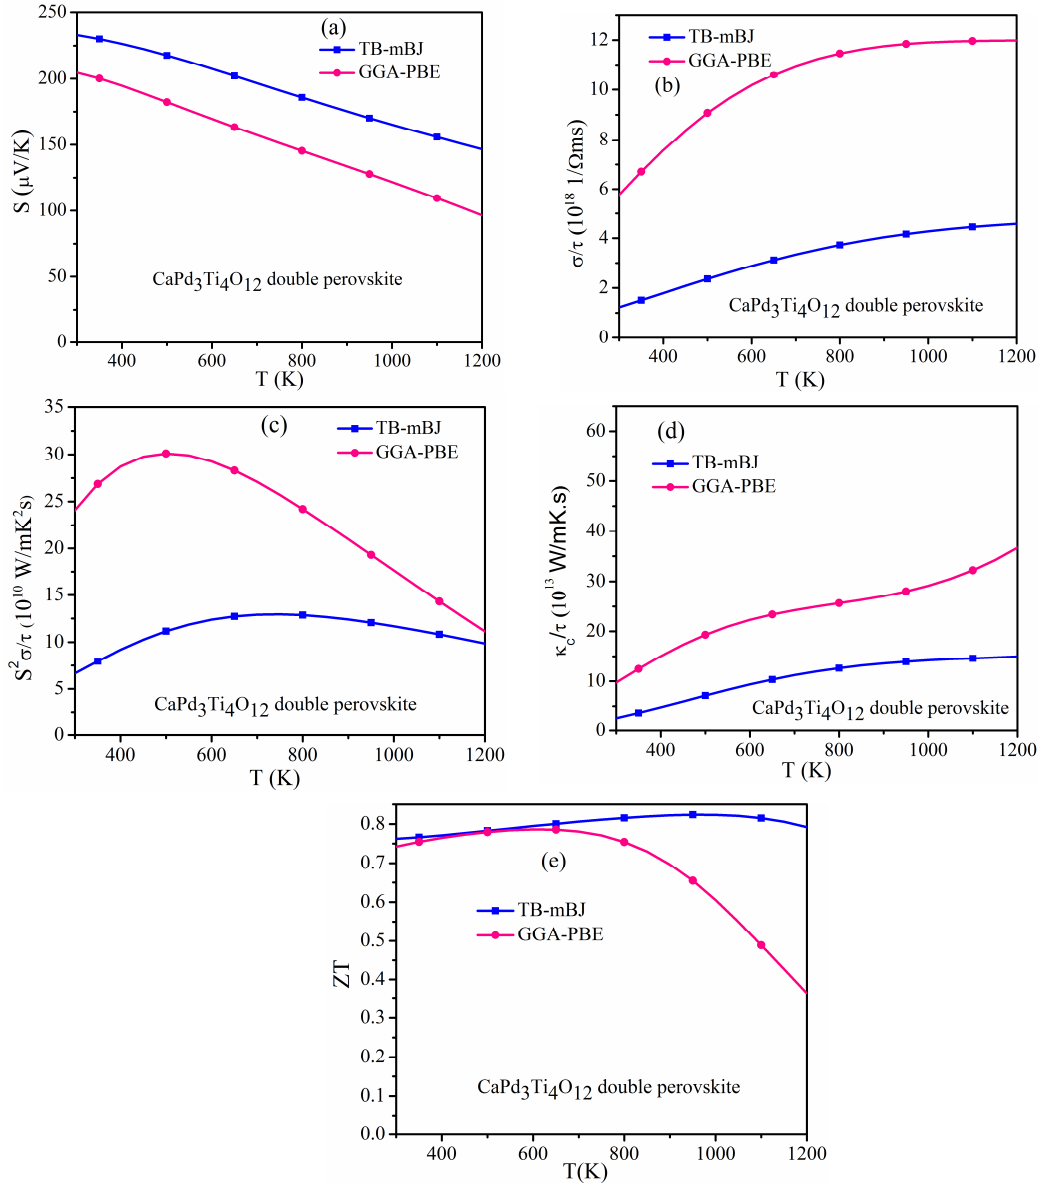 (a)
TB-mBJ
GGA-PBE
S (μV/K)
250
200
150
100
50
0
CaPd3Ti4O12 double perovskite
400 600 800 1000 1200
T (K)
TB-mBJ
GGA-PBE
(b)
σ/τ (10^18 1/Ωms)
12
10
8
6
4
2
0
CaPd3Ti4O12 double perovskite
400 600 800 1000 1200
T (K)
(c)
TB-mBJ
GGA-PBE
S^2σ/τ (10^10 W/mK^2s)
35
30
25
20
15
10
5
0
CaPd3Ti4O12 double perovskite
400 600 800 1000 1200
T (K)
(d)
TB-mBJ
GGA-PBE
κc/τ (10^13 W/mK.s)
60
50
40
30
20
10
0
CaPd3Ti4O12 double perovskite
400 600 800 1000 1200
T (K)
(e)
TB-mBJ
GGA-PBE
ZT
0.8
0.7
0.6
0.5
0.4
0.3
0.2
0.1
0.0
CaPd3Ti4O12 double perovskite
400 600 800 1000 1200
T(K)